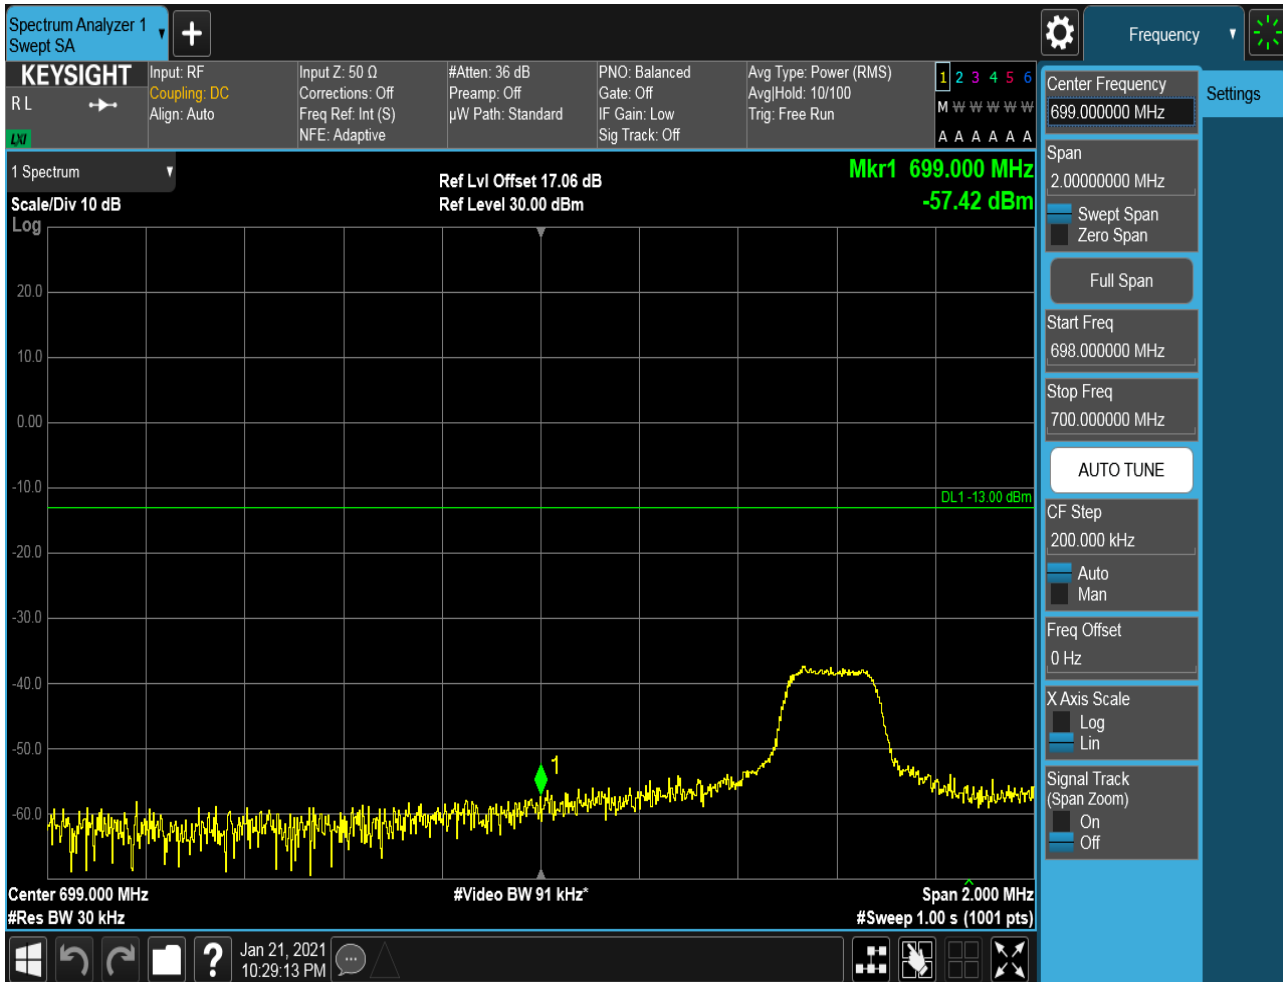 Spectrum Analyzer 1
Swept SA
Frequency
KEYSIGHT
R L
LXI
Input: RF
Coupling: DC
Align: Auto
Input Z: 50 Ω
Corrections: Off
Freq Ref: Int (S)
NFE: Adaptive
#Atten: 36 dB
Preamp: Off
µW Path: Standard
PNO: Balanced
Gate: Off
IF Gain: Low
Sig Track: Off
Avg Type: Power (RMS)
Avg|Hold: 10/100
Trig: Free Run
1 2 3 4 5 6
M W W W W W
A A A A A A
1 Spectrum
Scale/Div 10 dB
Log
Ref Lvl Offset 17.06 dB
Ref Level 30.00 dBm
Mkr1 699.000 MHz
-57.42 dBm
20.0
10.0
0.00
-10.0
-20.0
-30.0
-40.0
-50.0
-60.0
DL1 -13.00 dBm
1
Center 699.000 MHz
#Video BW 91 kHz*
Span 2.000 MHz
#Res BW 30 kHz
#Sweep 1.00 s (1001 pts)
Jan 21, 2021
10:29:13 PM
Center Frequency
699.000000 MHz
Settings
Span
2.00000000 MHz
Swept Span
Zero Span
Full Span
Start Freq
698.000000 MHz
Stop Freq
700.000000 MHz
AUTO TUNE
CF Step
200.000 kHz
Auto
Man
Freq Offset
0 Hz
X Axis Scale
Log
Lin
Signal Track
(Span Zoom)
On
Off